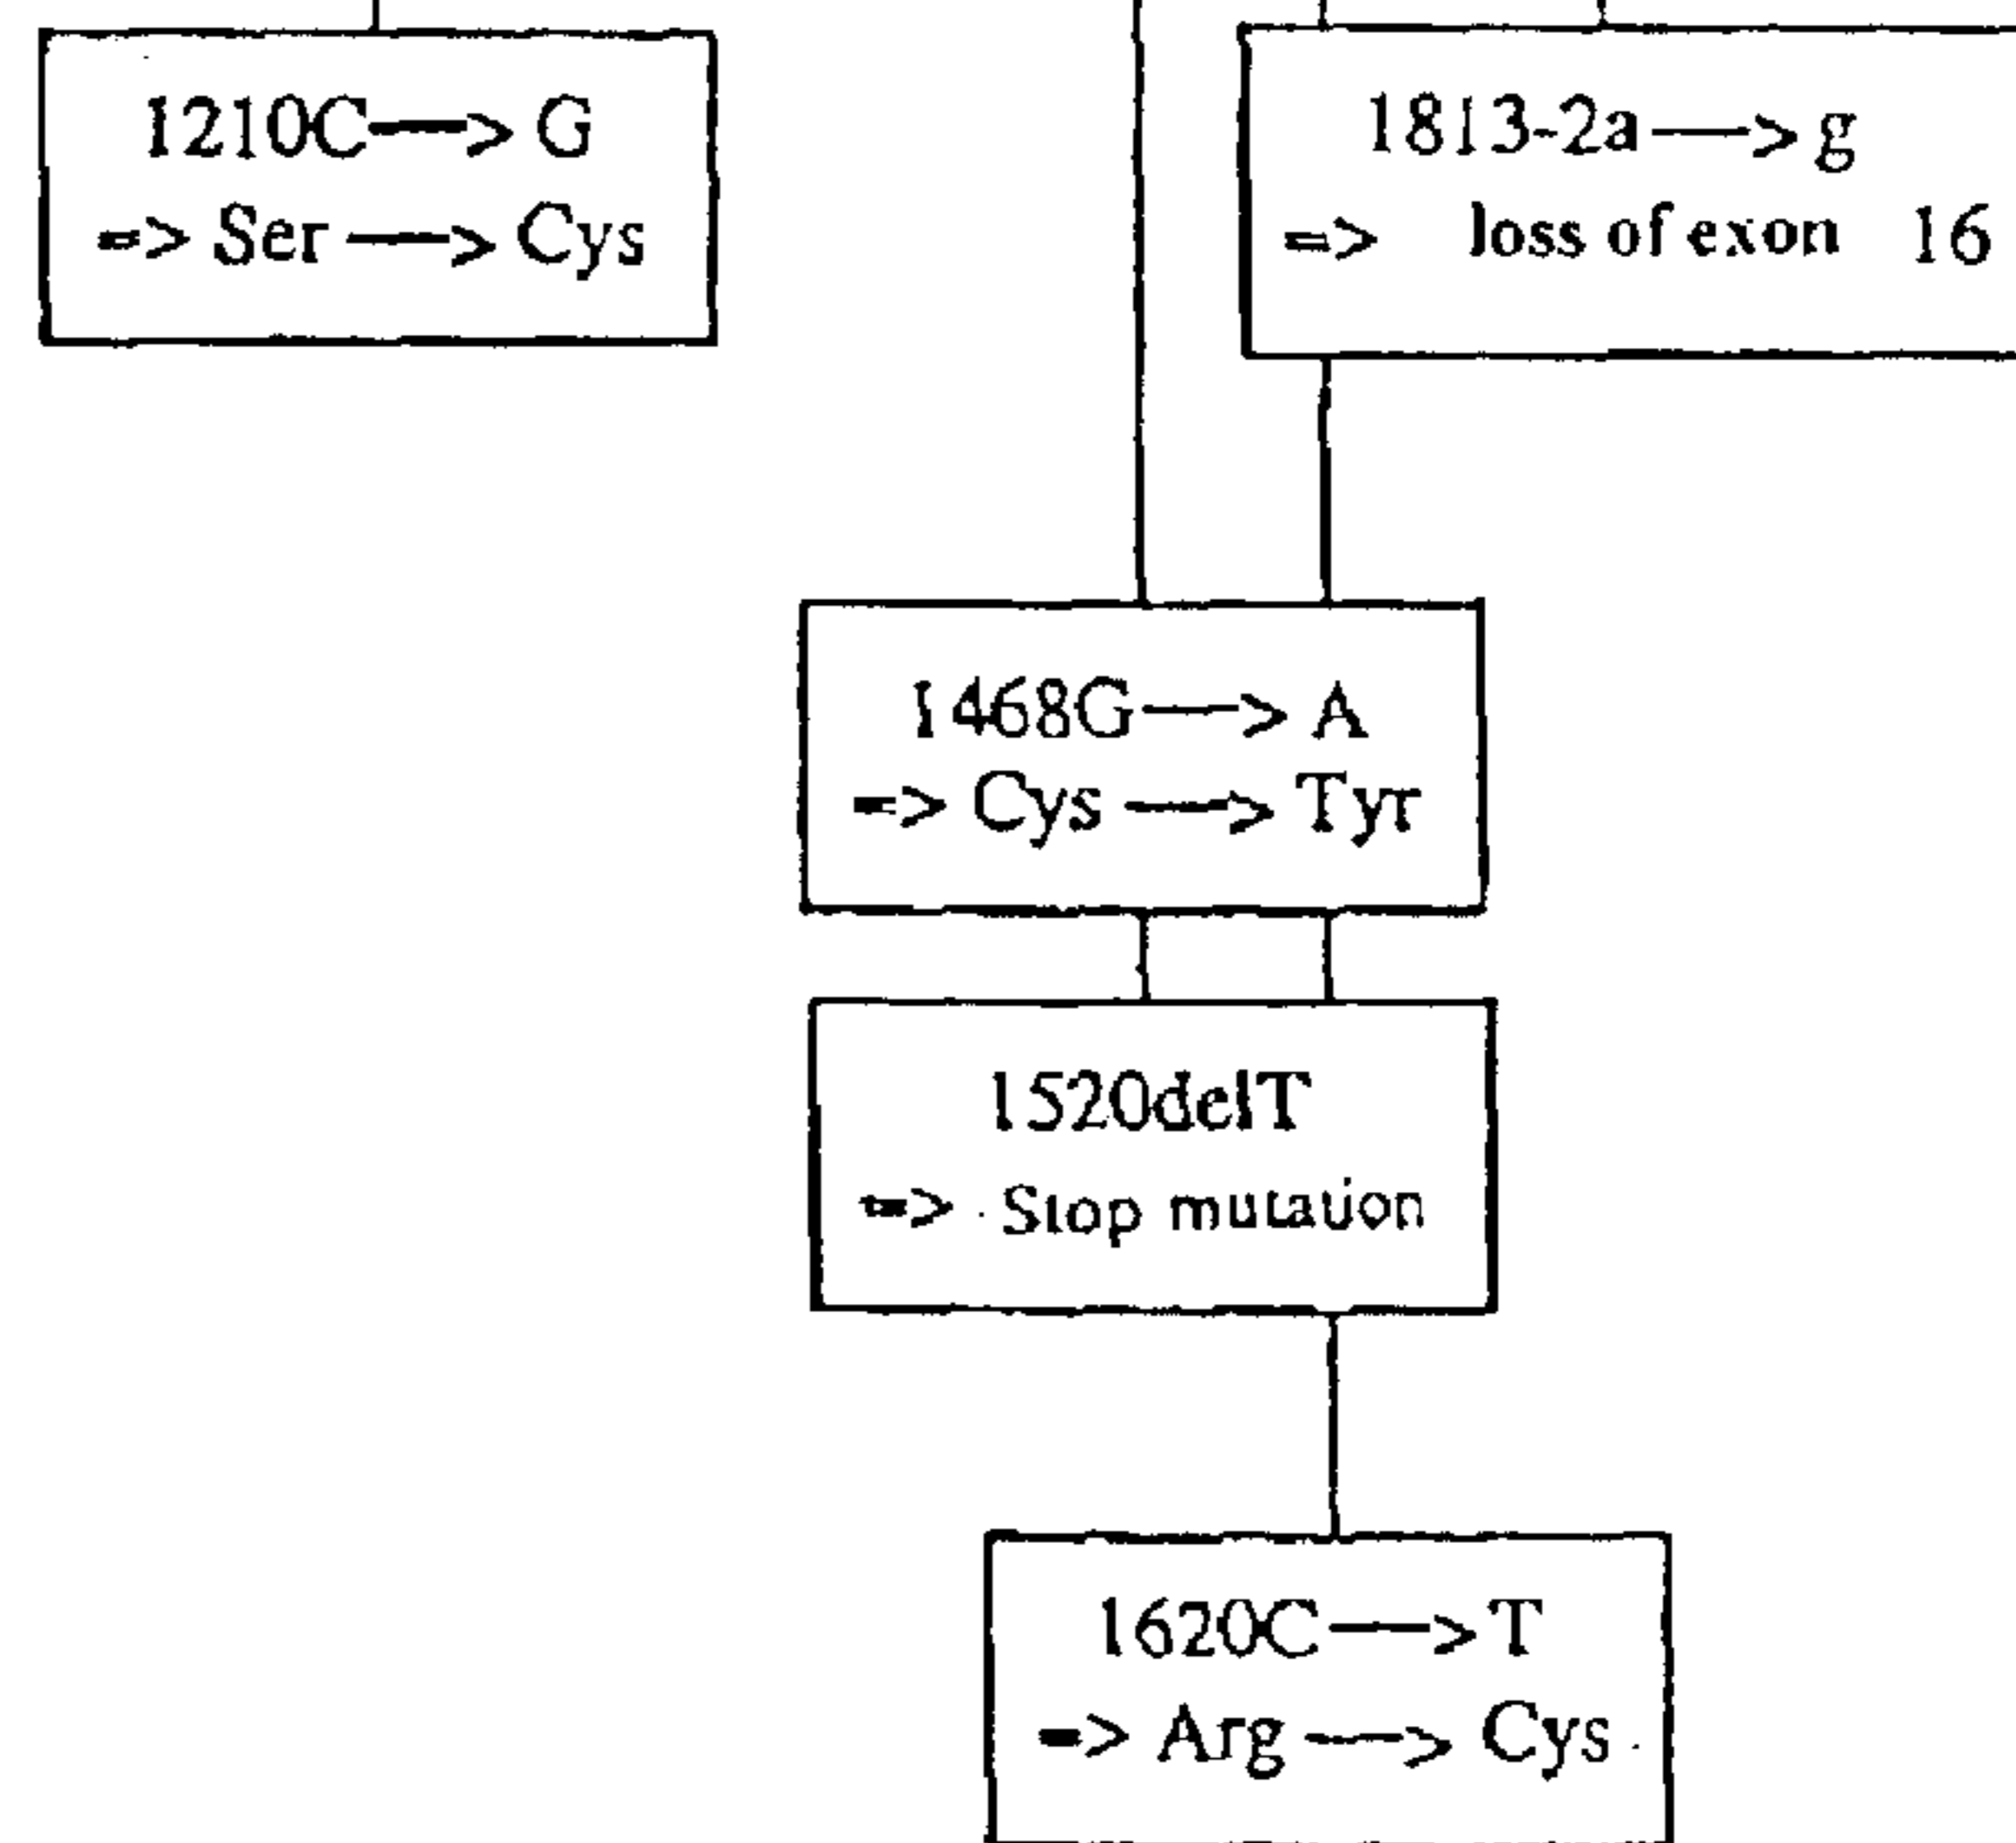 1210C—> G
=> Ser —> Cys
1813-2a—> g
=> loss of exon 16
1468G—> A
=> Cys —> Tyr
1520delT
=> Stop mutation
1620C—>T
=> Arg —> Cys